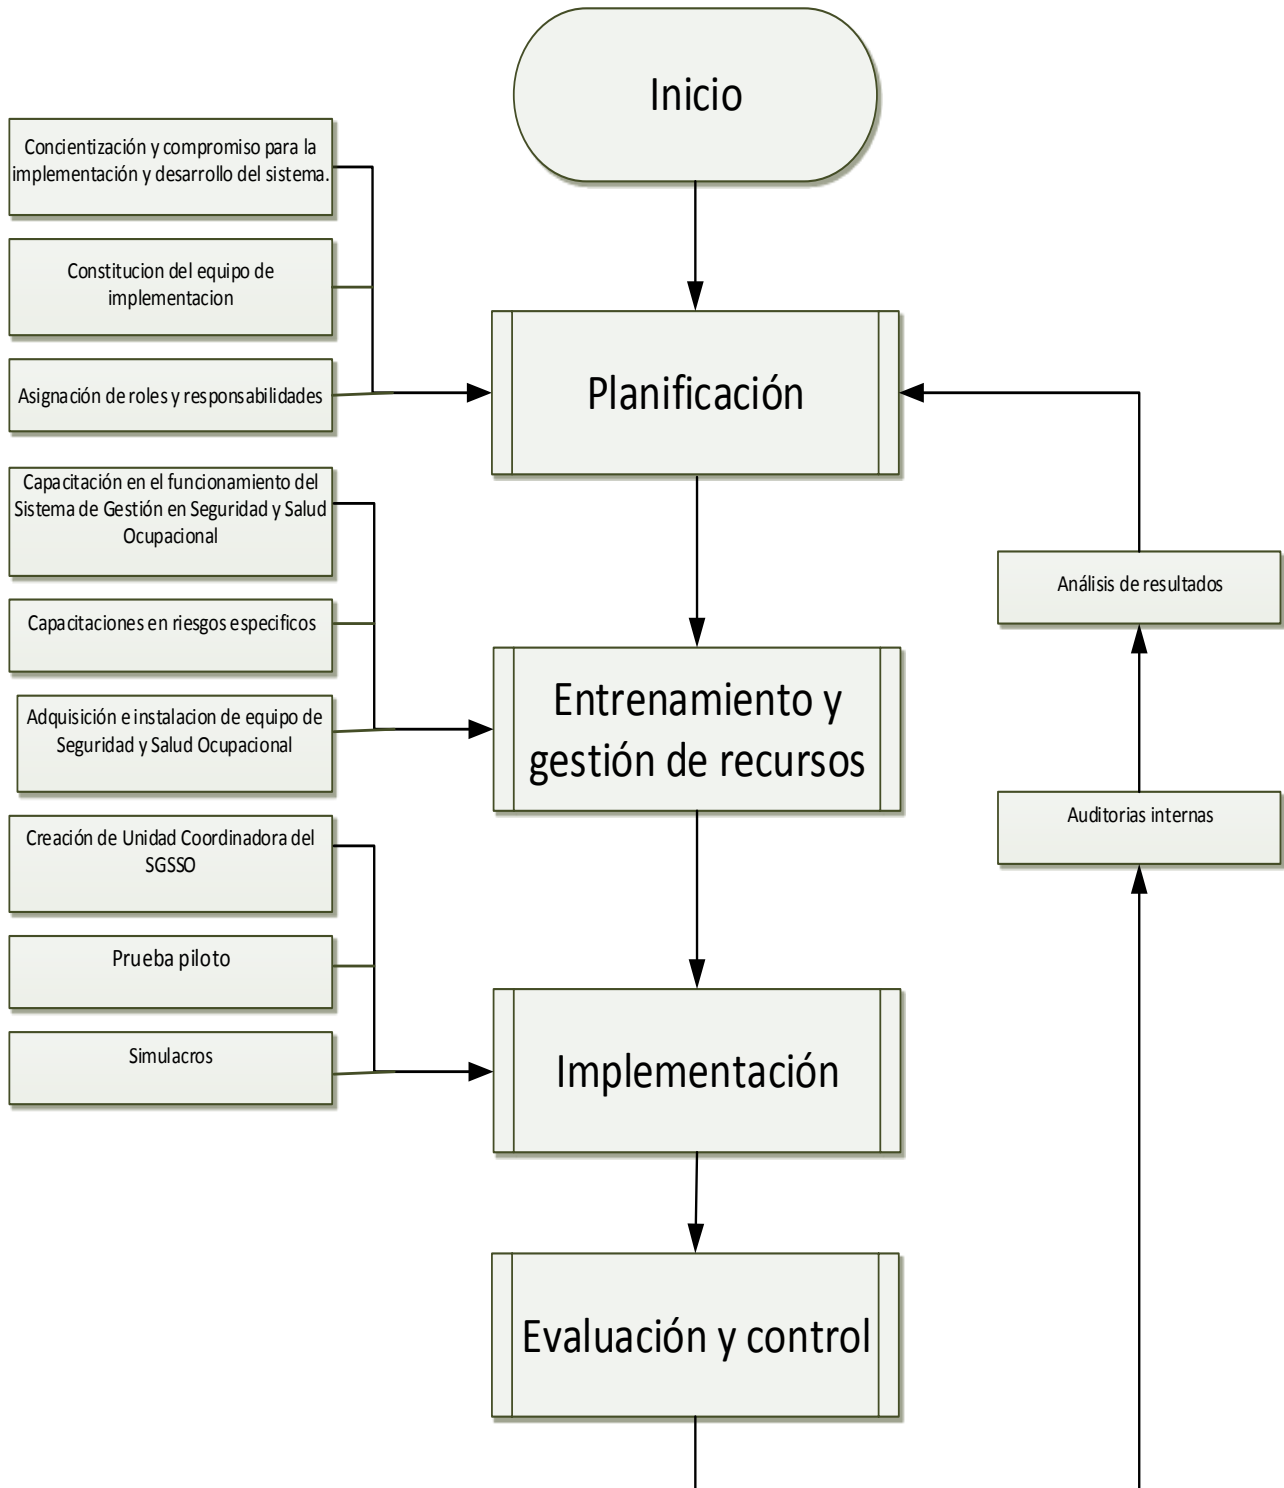 Inicio
Concientización y compromiso para la
implementación y desarrollo del sistema.
Constitucion del equipo de
implementacion
Asignación de roles y responsabilidades
Planificación
Capacitación en el funcionamiento del
Sistema de Gestión en Seguridad y Salud
Ocupacional
Capacitaciones en riesgos especificos
Adquisición e instalacion de equipo de
Seguridad y Salud Ocupacional
Entrenamiento y
gestión de recursos
Creación de Unidad Coordinadora del
SGSSO
Prueba piloto
Simulacros
Implementación
Evaluación y control
Análisis de resultados
Auditorias internas